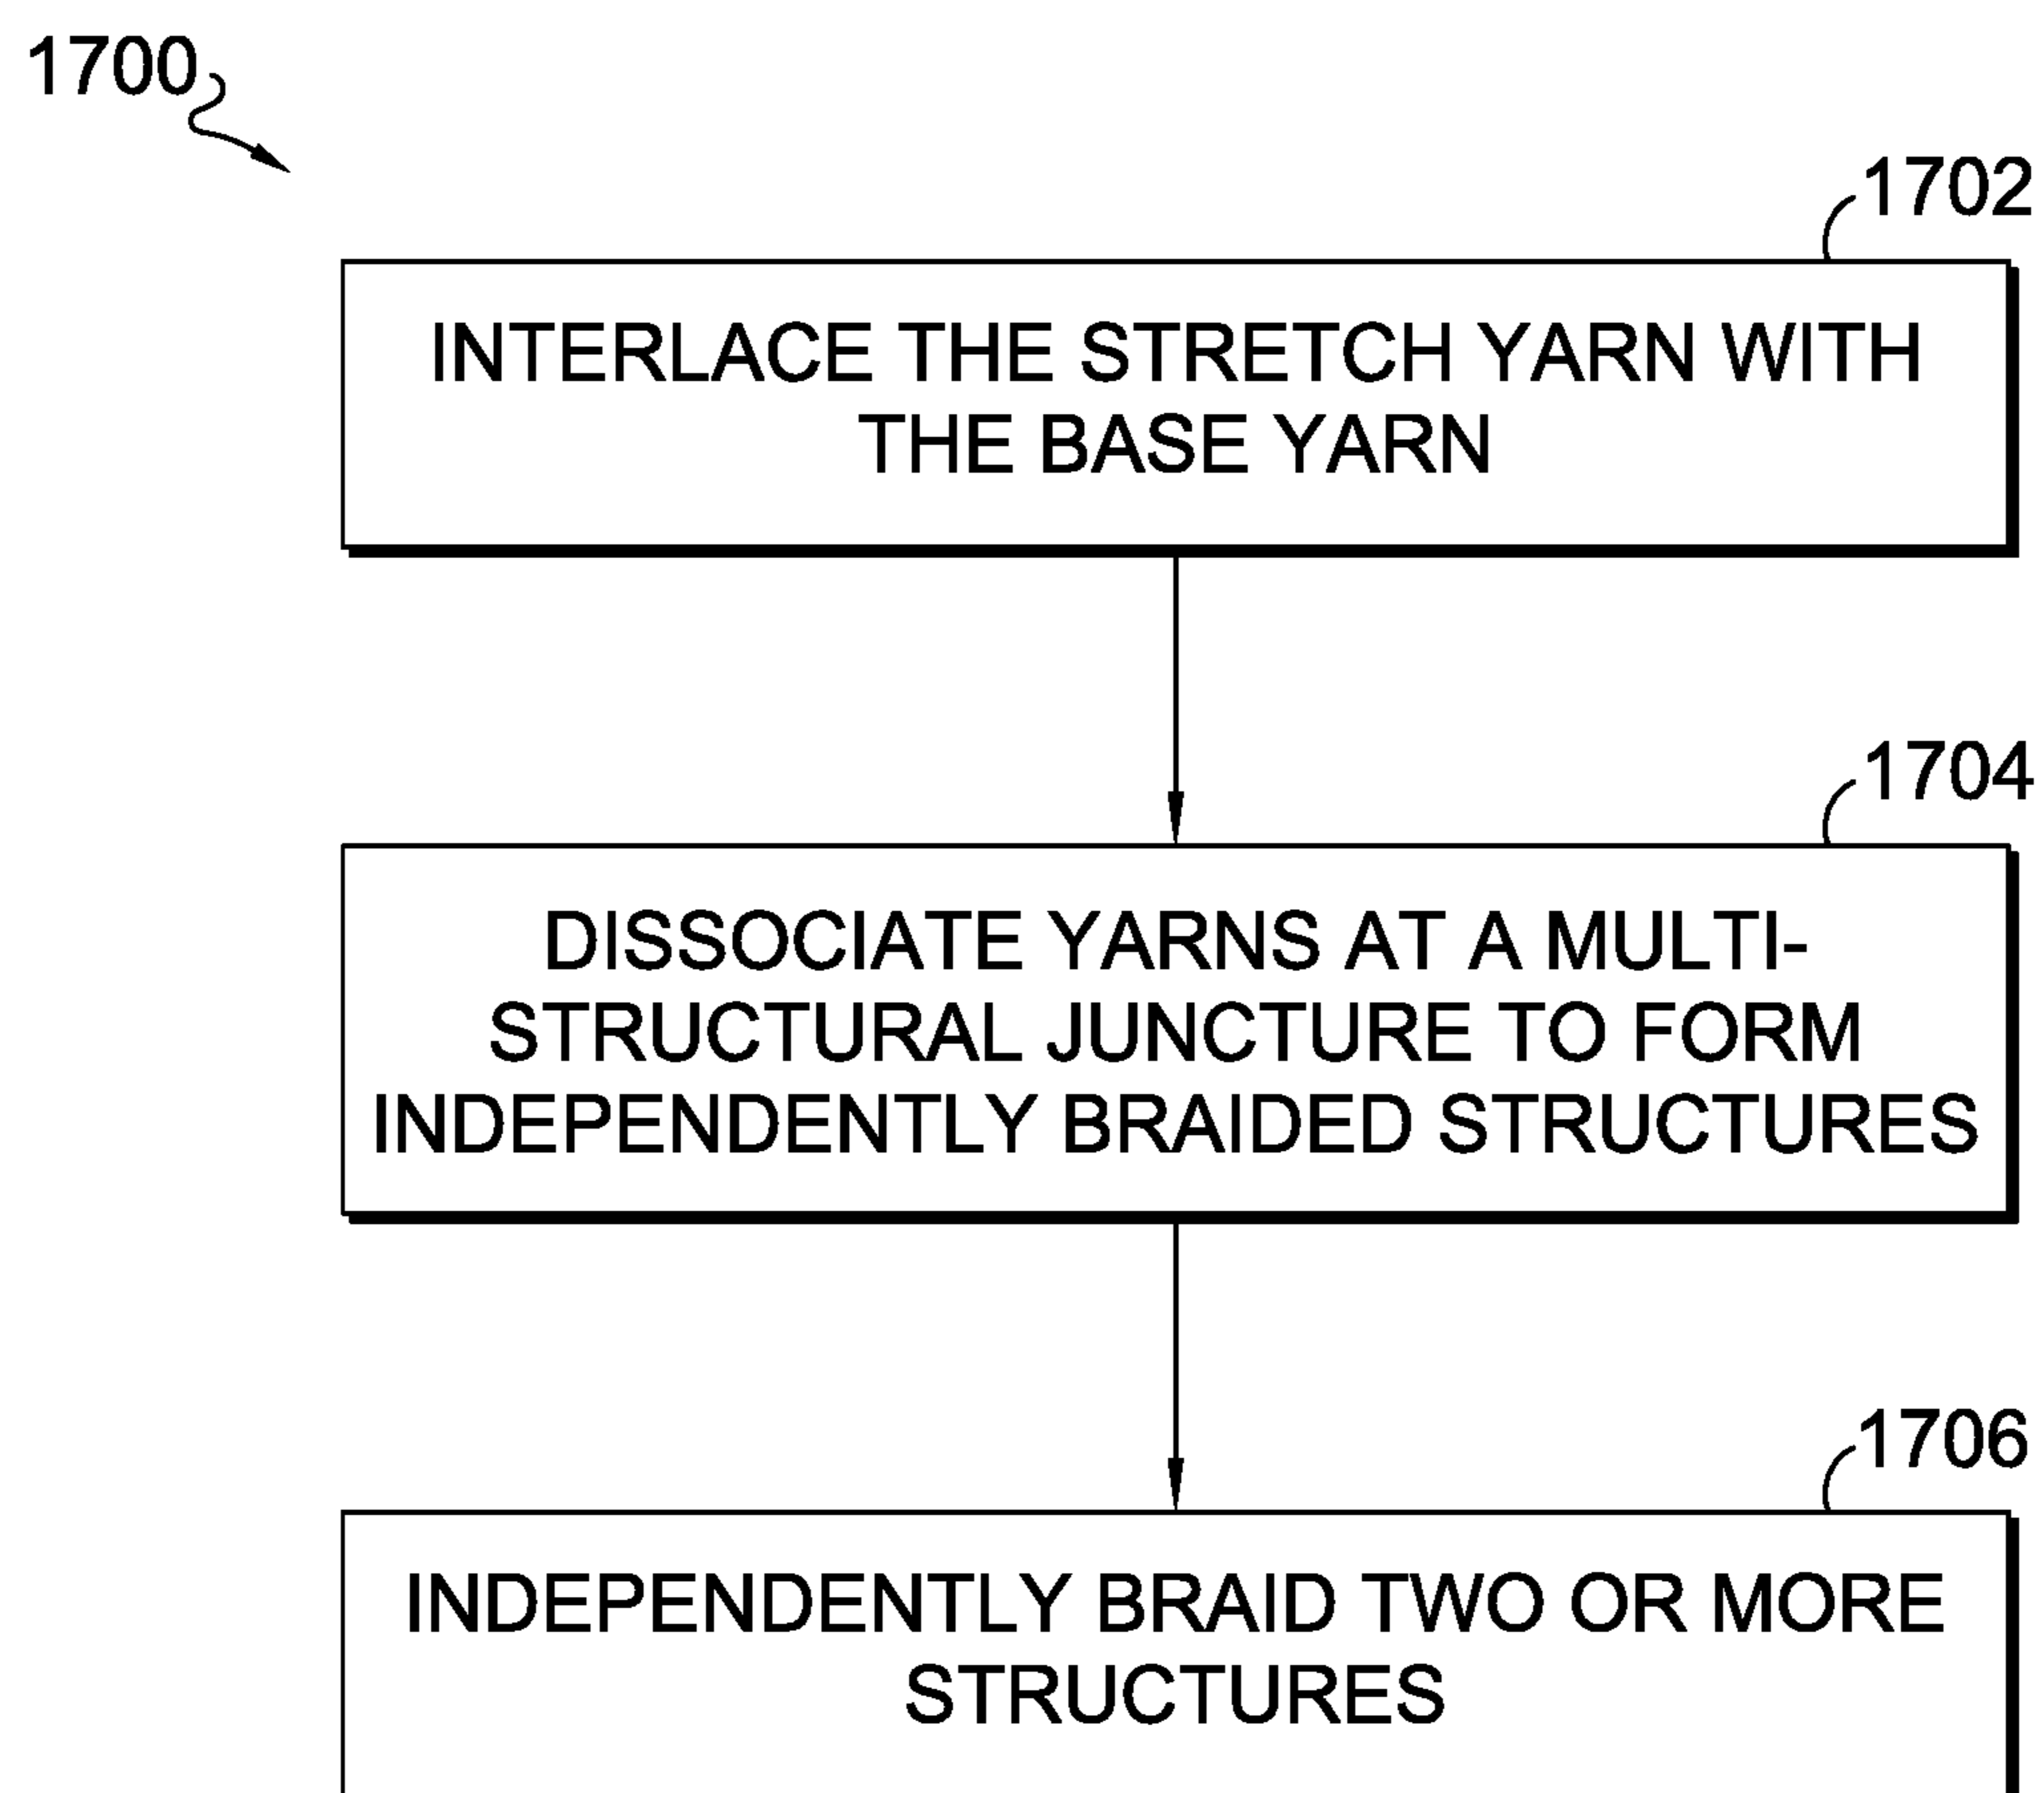 1700
1702
INTERLACE THE STRETCH YARN WITH
THE BASE YARN
1704
DISSOCIATE YARNS AT A MULTI-
STRUCTURAL JUNCTURE TO FORM
INDEPENDENTLY BRAIDED STRUCTURES
1706
INDEPENDENTLY BRAID TWO OR MORE
STRUCTURES